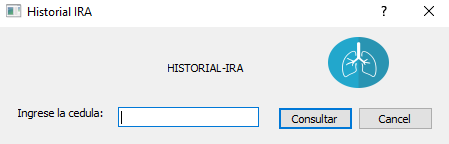 Historial IRA
HISTORIAL-IRA
Ingrese la cedula:
Consultar
Cancel